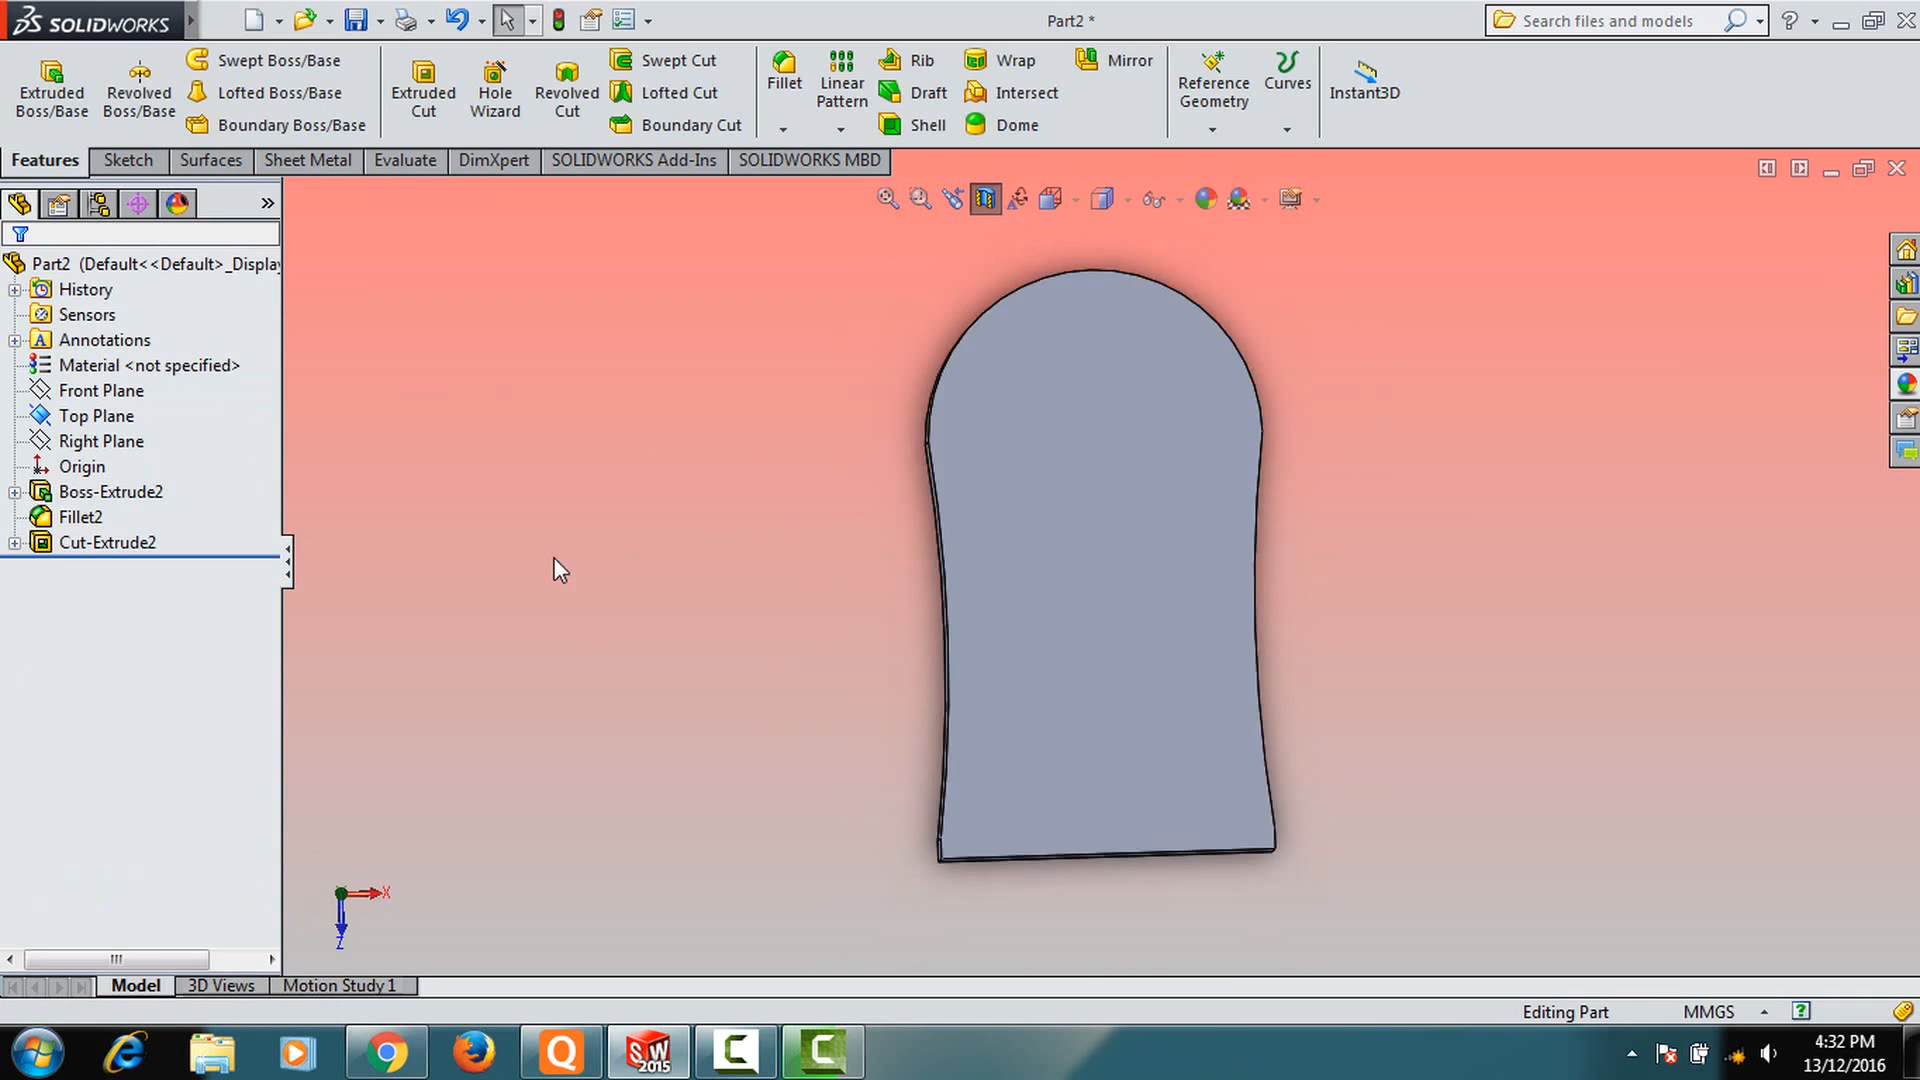 SOLIDWORKS
Part2 *
Search files and models
Extruded Boss/Base
Revolved Boss/Base
Swept Boss/Base
Lofted Boss/Base
Boundary Boss/Base
Extruded Cut
Hole Wizard
Revolved Cut
Swept Cut
Lofted Cut
Boundary Cut
Fillet
Linear Pattern
Rib
Draft
Shell
Wrap
Intersect
Dome
Mirror
Reference Geometry
Curves
Instant3D
Features
Sketch
Surfaces
Sheet Metal
Evaluate
DimXpert
SOLIDWORKS Add-Ins
SOLIDWORKS MBD
Part2 (Default<<Default>_Display
History
Sensors
Annotations
Material <not specified>
Front Plane
Top Plane
Right Plane
Origin
Boss-Extrude2
Fillet2
Cut-Extrude2
X
Z
Model
3D Views
Motion Study 1
Editing Part
MMGS
SW
2015
4:32 PM
13/12/2016